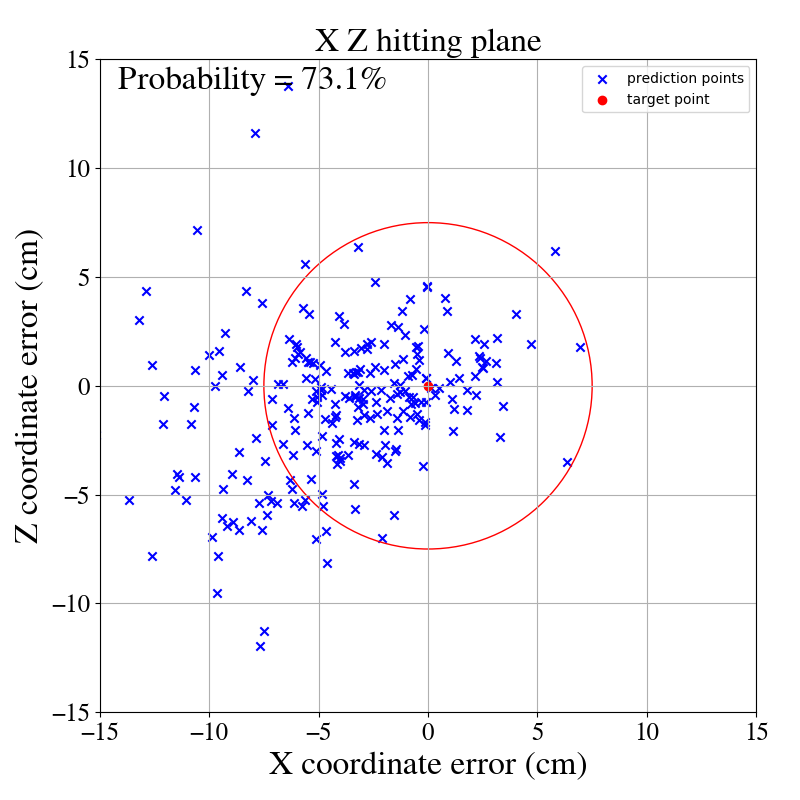 X Z hitting plane
Probability = 73.1%
prediction points
target point
Z coordinate error (cm)
15
10
5
0
−5
−10
−15
−15
−10
−5
0
5
10
15
X coordinate error (cm)